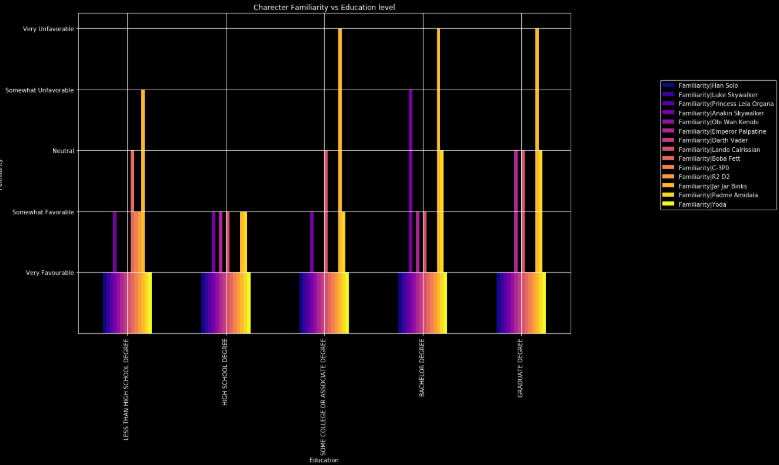 Charecter Familiarity vs Education level
Very Unfavorable
Somewhat Unfavorable
Neutral
Somewhat Favorable
Very Favourable
LESS THAN HIGH SCHOOL DEGREE
HIGH SCHOOL DEGREE
SOME COLLEGE OR ASSOCIATE DEGREE
BACHELOR DEGREE
GRADUATE DEGREE
Education
Familiarity|Han Solo
Familiarity|Luke Skywalker
Familiarity|Princess Leia Organa
Familiarity|Anakin Skywalker
Familiarity|Obi Wan Kenobi
Familiarity|Emperor Palpatine
Familiarity|Darth Vader
Familiarity|Lando Calrissian
Familiarity|Boba Fett
Familiarity|C-3P0
Familiarity|R2 D2
Familiarity|Jar Jar Binks
Familiarity|Padme Amidala
Familiarity|Yoda